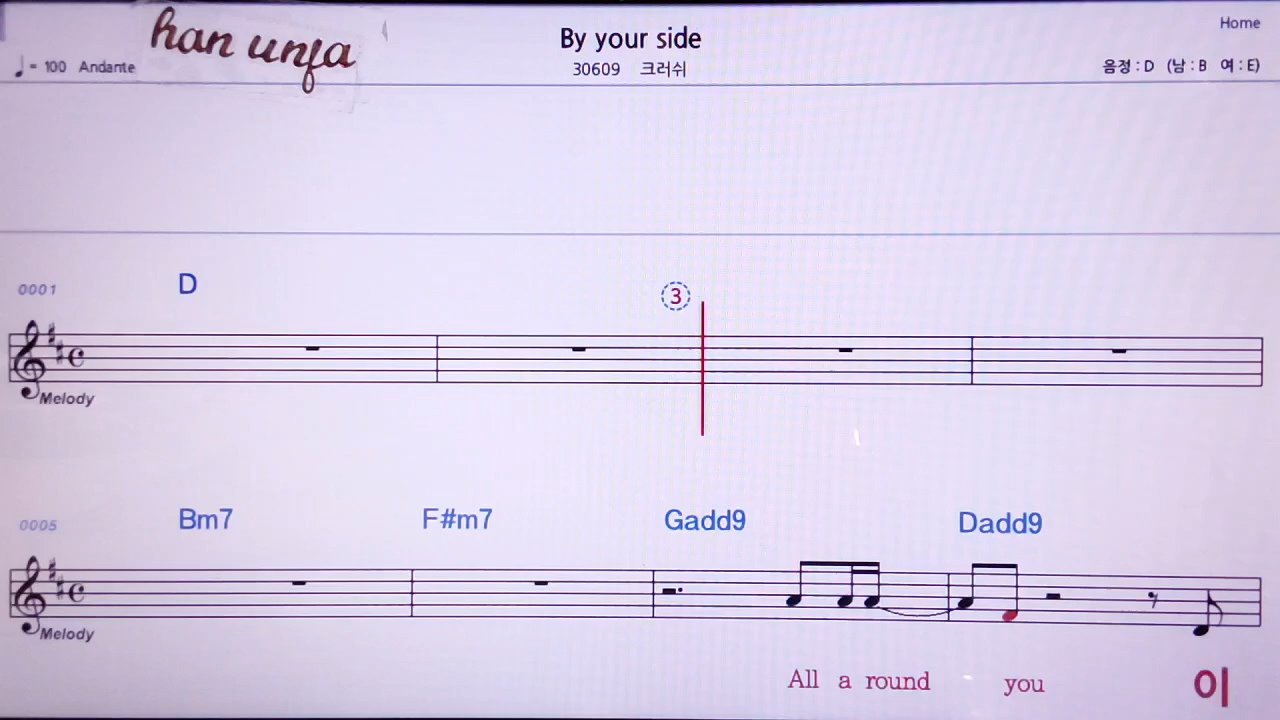 han unfa
By your side
Home
♩ = 100 Andante
30609 크러쉬
음정 : D (남 : B 여 : E)
0001 D ③
Melody
0005 Bm7 F#m7 Gadd9 Dadd9
Melody
All a round you 이